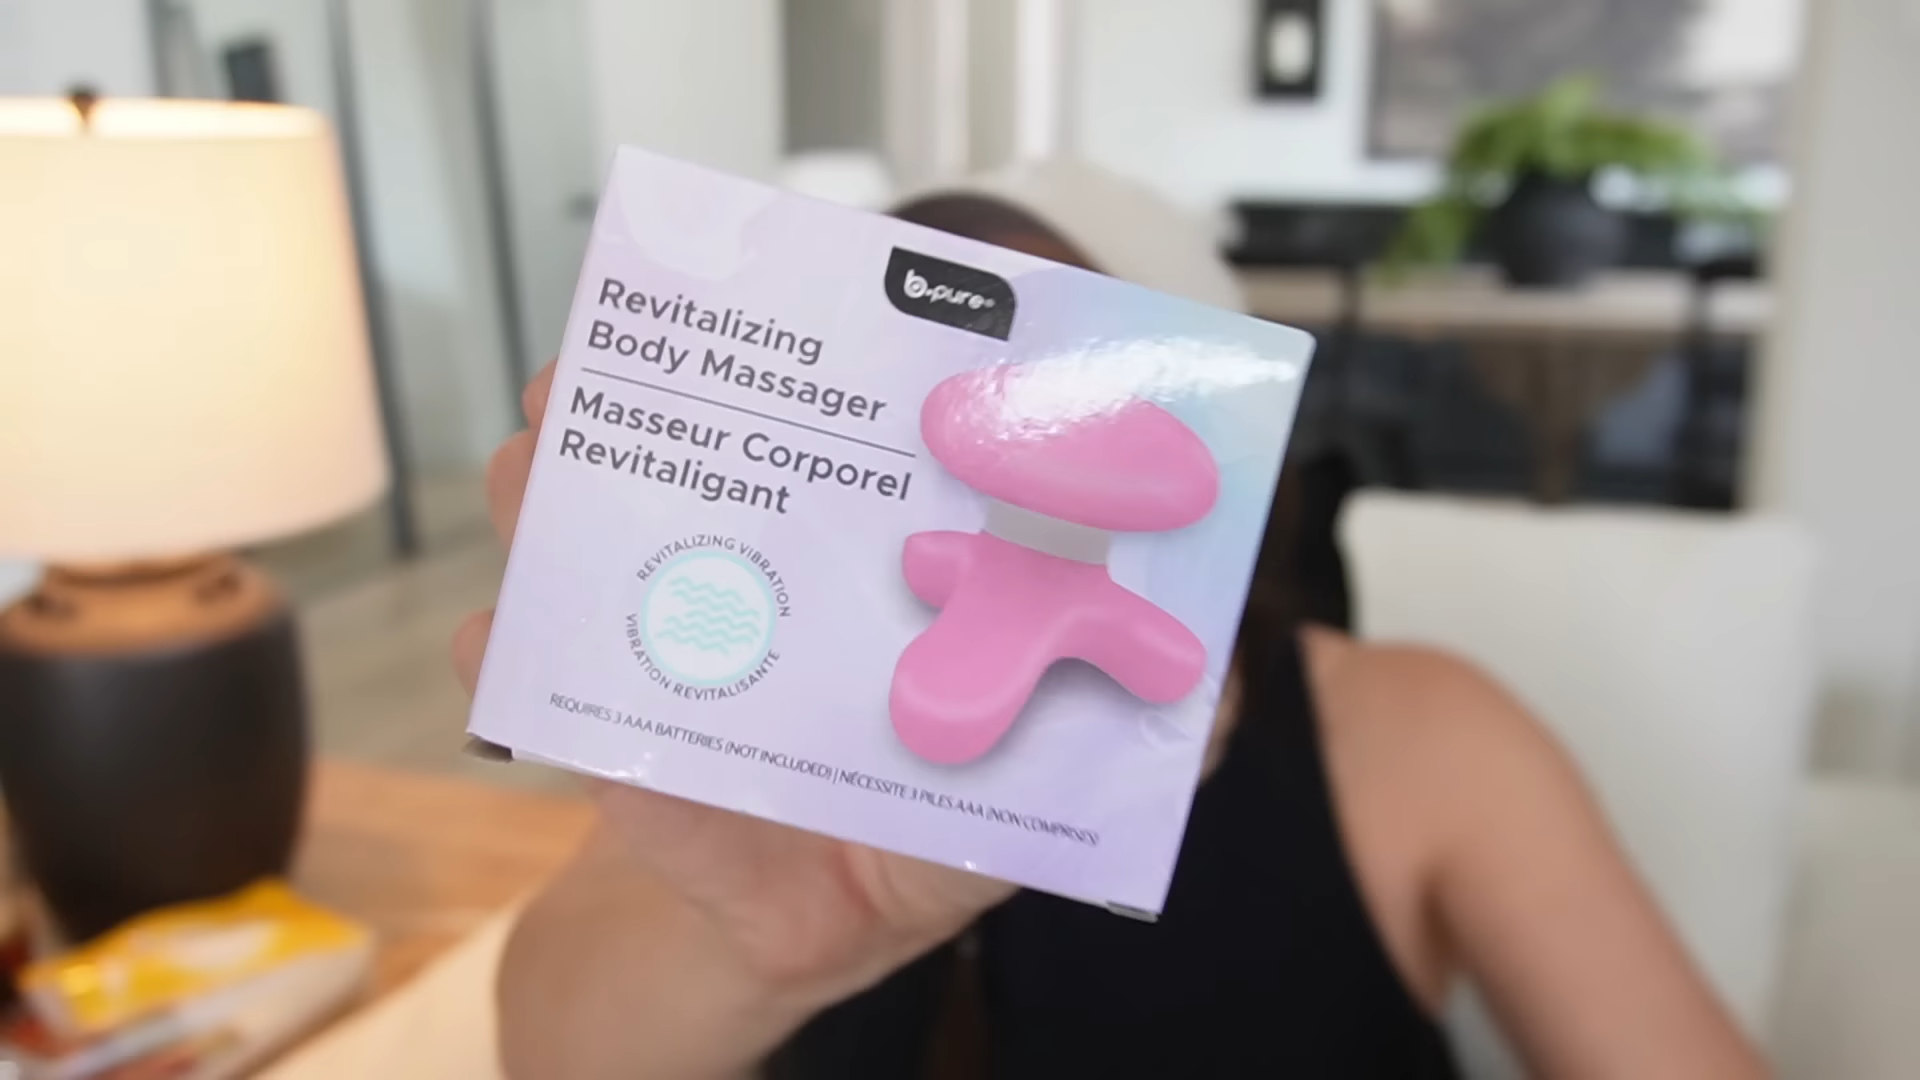 b.pure®
Revitalizing
Body Massager
Masseur Corporel
Revitaligant
REVITALIZING VIBRATION
VIBRATION REVITALISANTE
REQUIRES 3 AAA BATTERIES (NOT INCLUDED) | NÉCESSITE 3 PILES AAA (NON COMPRISES)